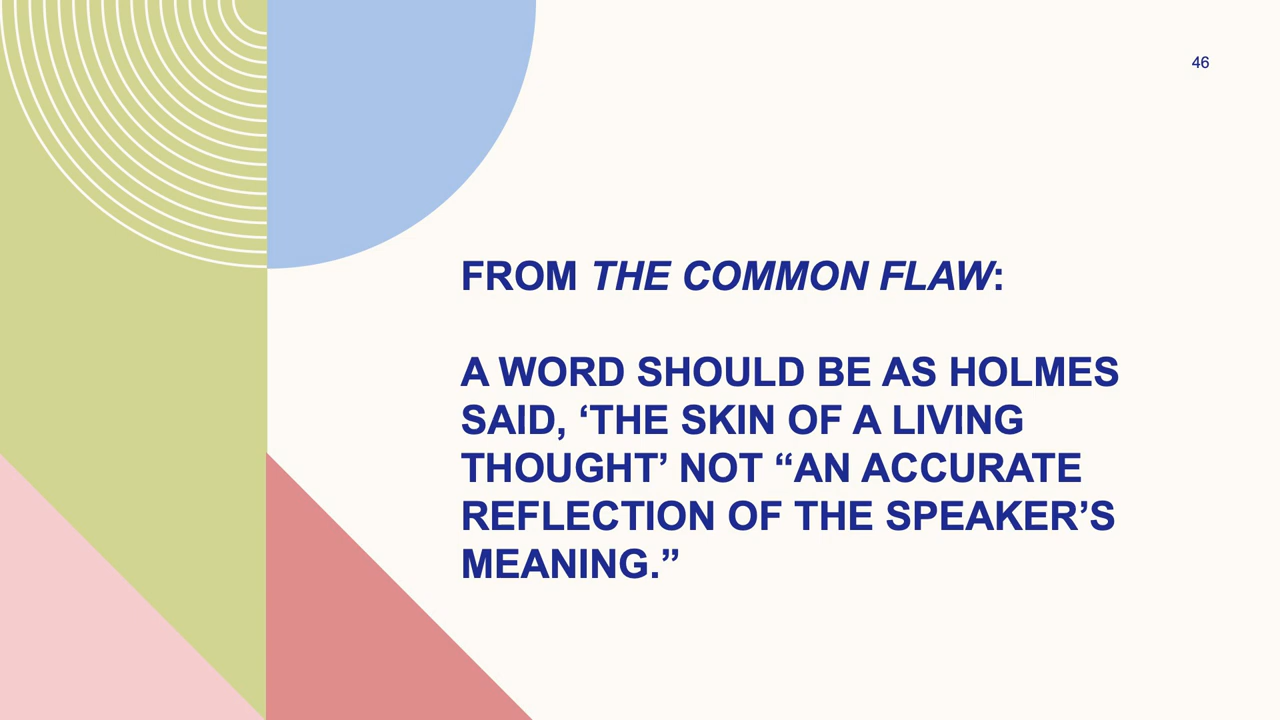 46
FROM THE COMMON FLAW:
A WORD SHOULD BE AS HOLMES
SAID, ‘THE SKIN OF A LIVING
THOUGHT’ NOT “AN ACCURATE
REFLECTION OF THE SPEAKER’S
MEANING.”